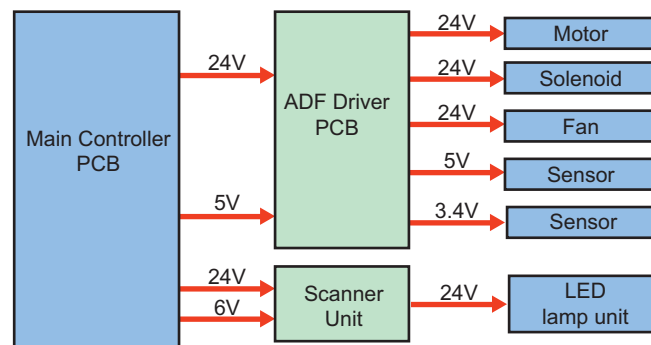 Main Controller
PCB
24V
5V
24V
6V
ADF Driver
PCB
Scanner
Unit
24V
24V
24V
5V
3.4V
24V
Motor
Solenoid
Fan
Sensor
Sensor
LED
lamp unit